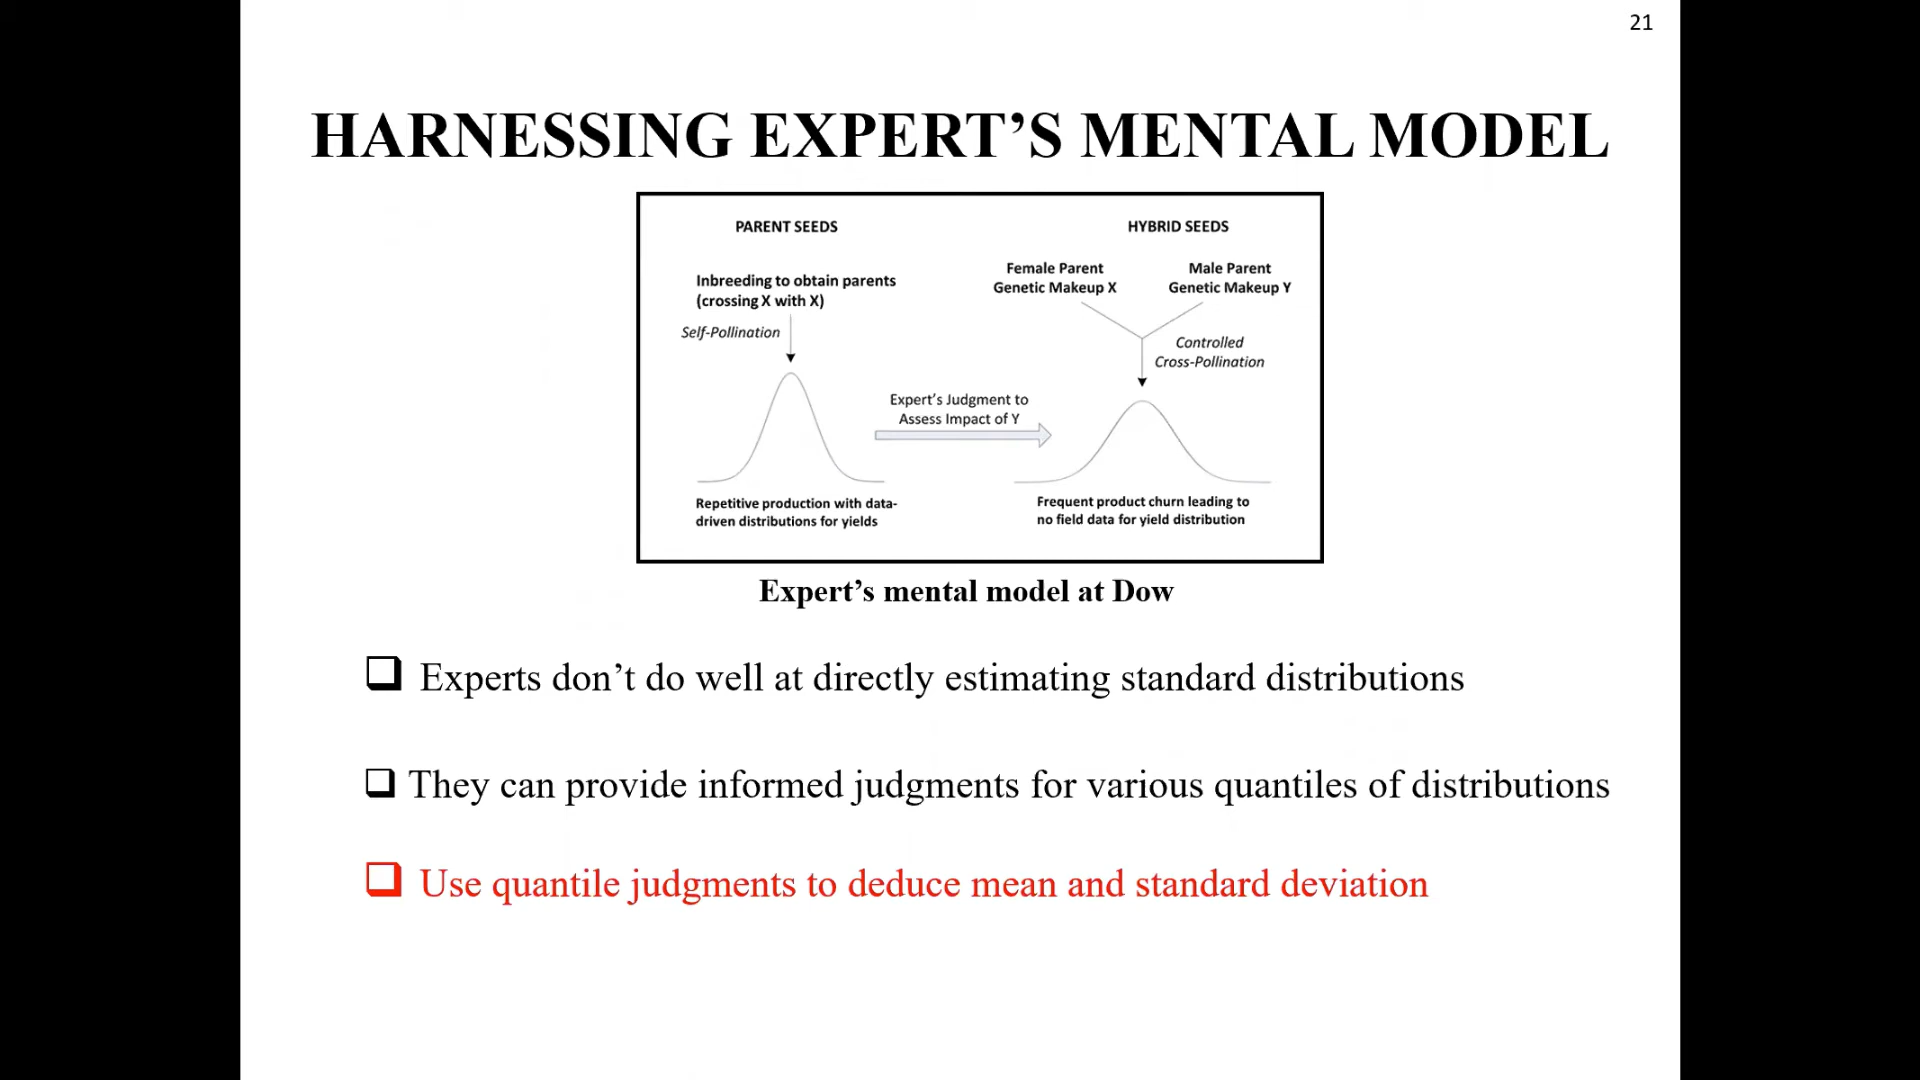 21
HARNESSING EXPERT’S MENTAL MODEL
PARENT SEEDS
Inbreeding to obtain parents
(crossing X with X)
Self-Pollination
Repetitive production with data-
driven distributions for yields
Expert’s Judgment to
Assess Impact of Y
HYBRID SEEDS
Female Parent
Genetic Makeup X
Male Parent
Genetic Makeup Y
Controlled
Cross-Pollination
Frequent product churn leading to
no field data for yield distribution
Expert’s mental model at Dow
Experts don’t do well at directly estimating standard distributions
They can provide informed judgments for various quantiles of distributions
Use quantile judgments to deduce mean and standard deviation